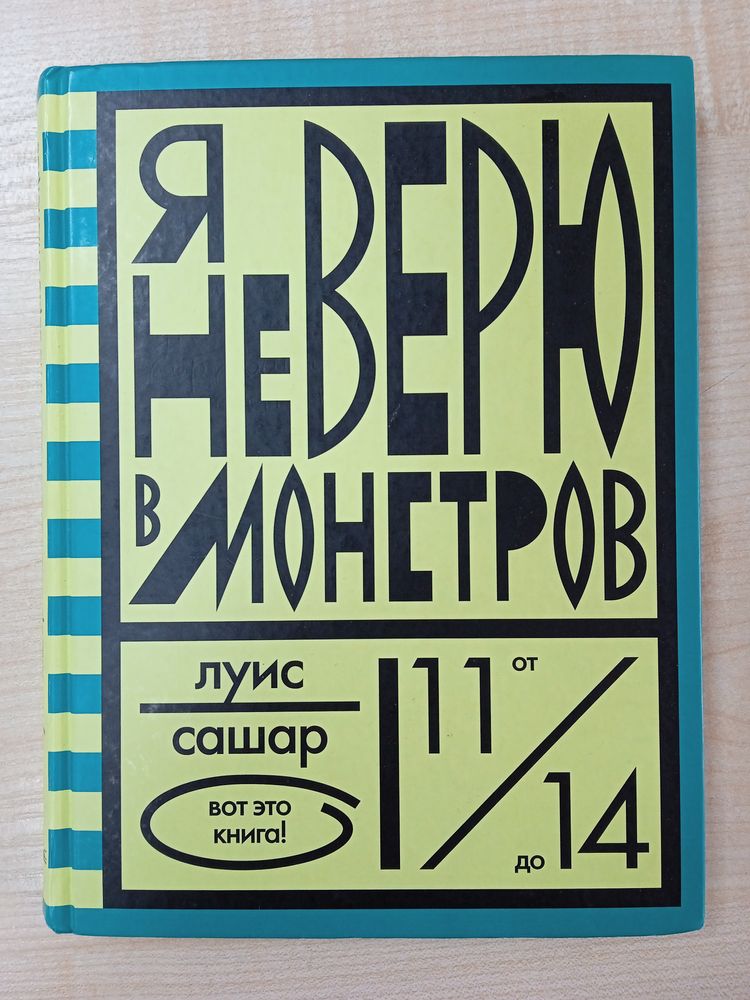 Я
НЕ ВЕРЮ
В МОНСТРОВ
ЛУИС
САШАР
ВОТ ЭТО
КНИГА!
11 ОТ
ДО 14